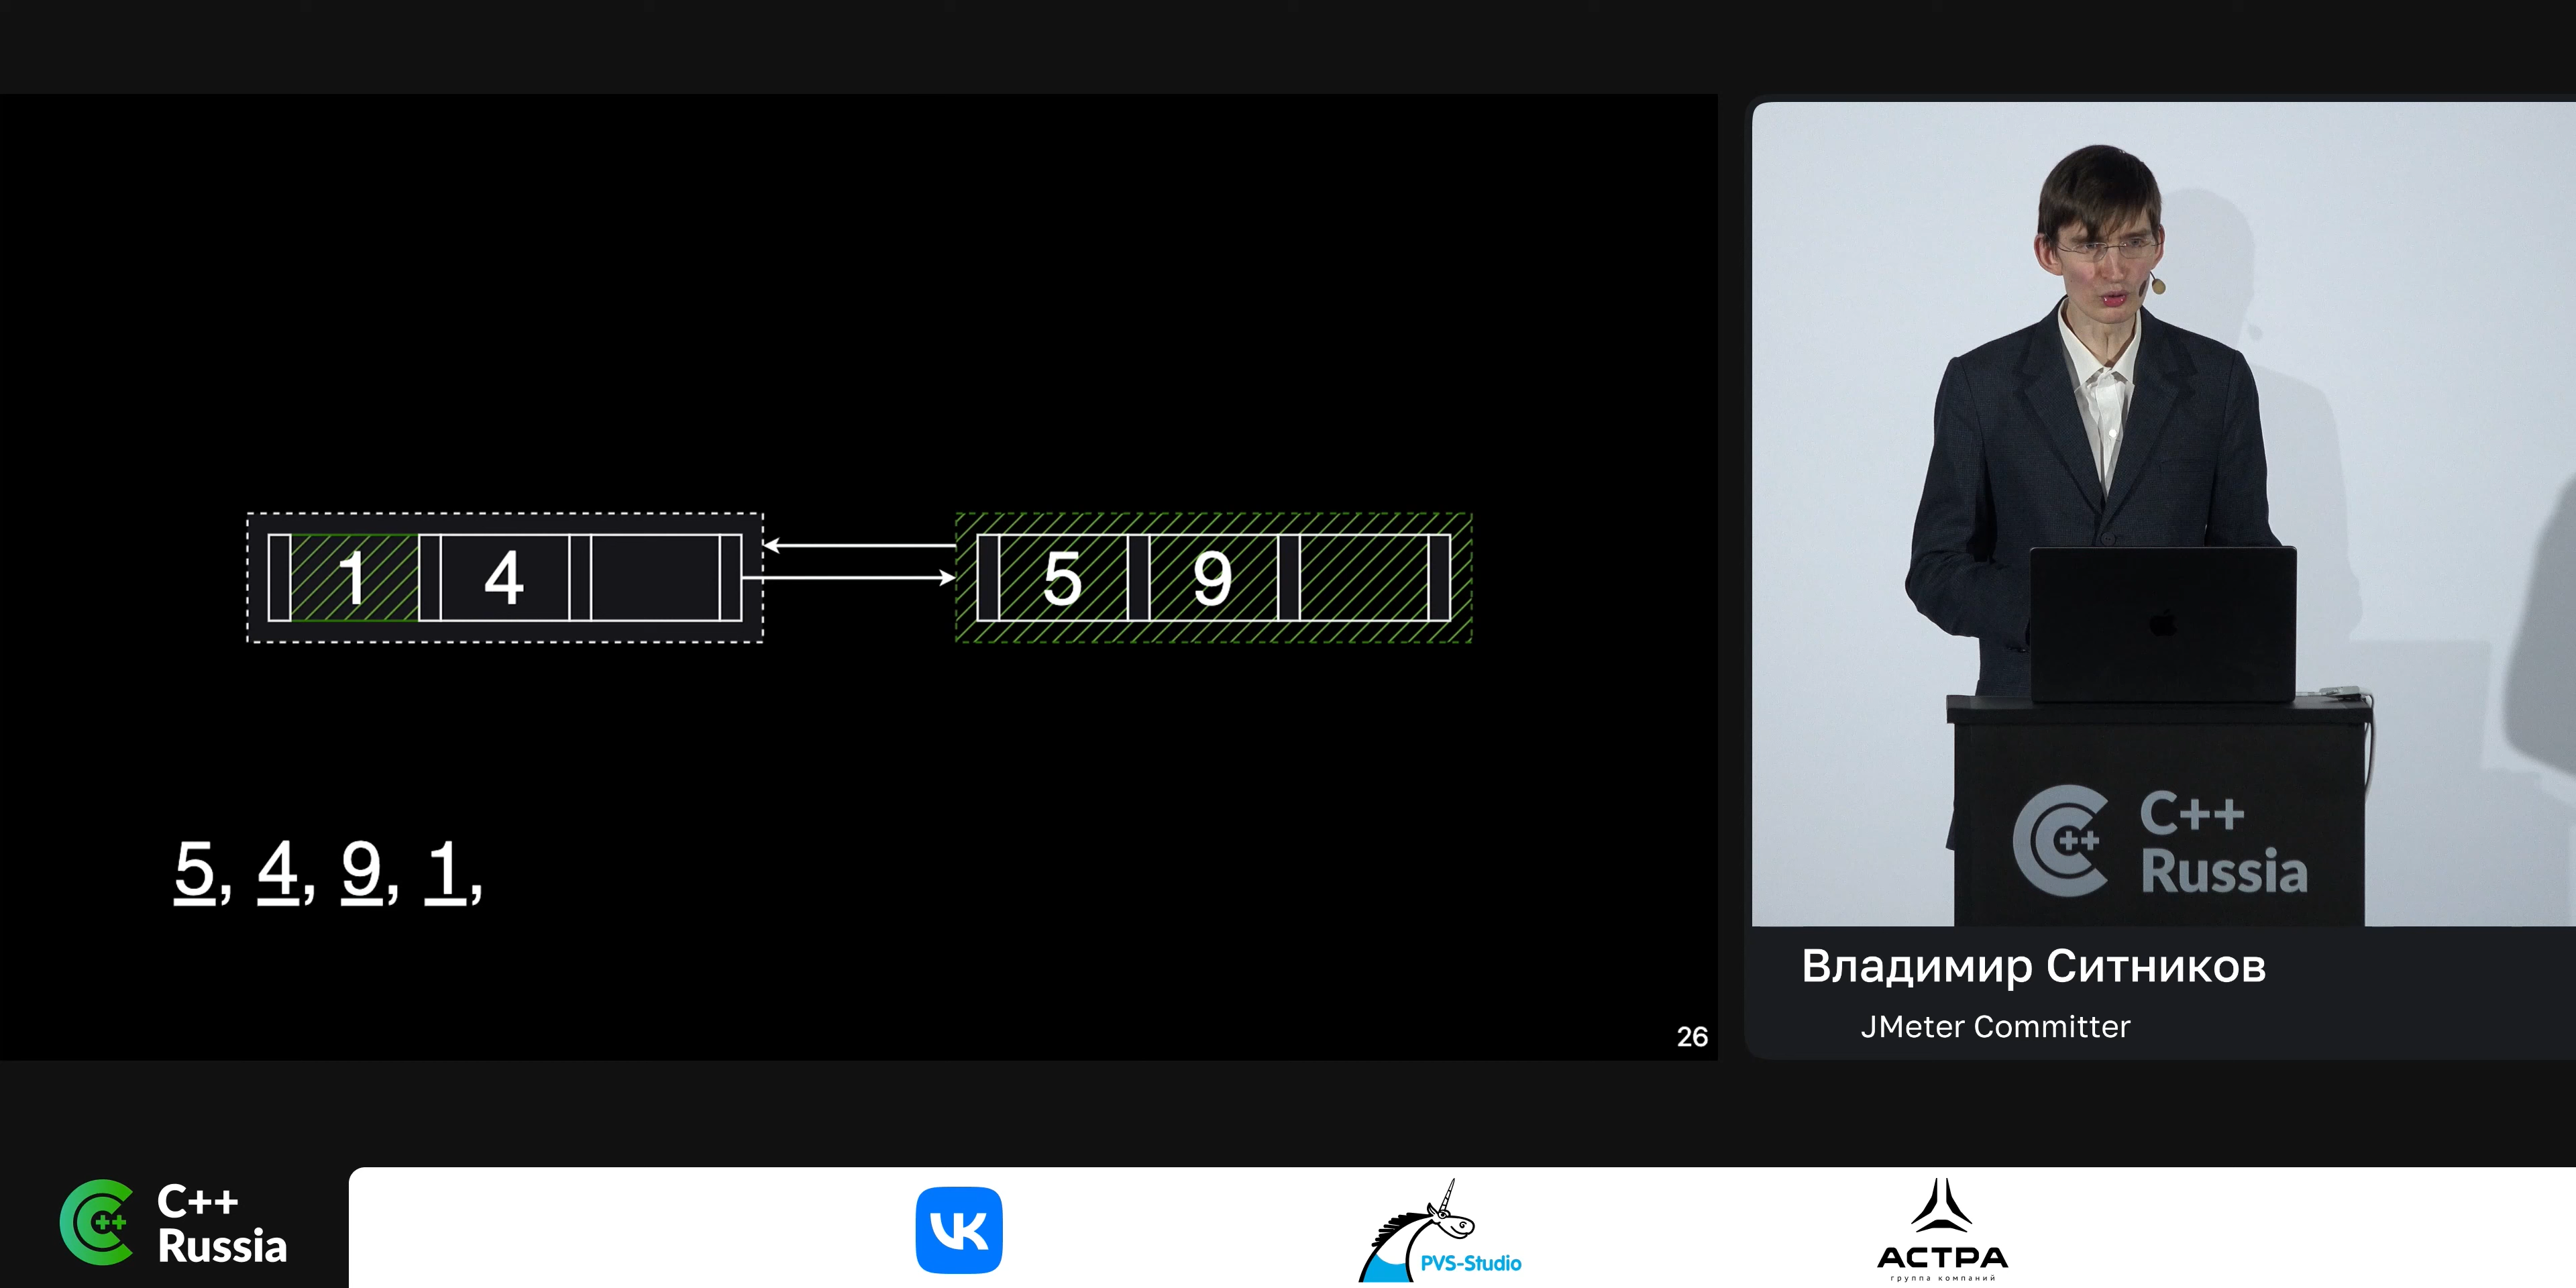 1 4
5 9
5, 4, 9, 1,
26
C++
Russia
Владимир Ситников
JMeter Committer
C++
Russia
VK
PVS-Studio
АСТРА
группа компаний